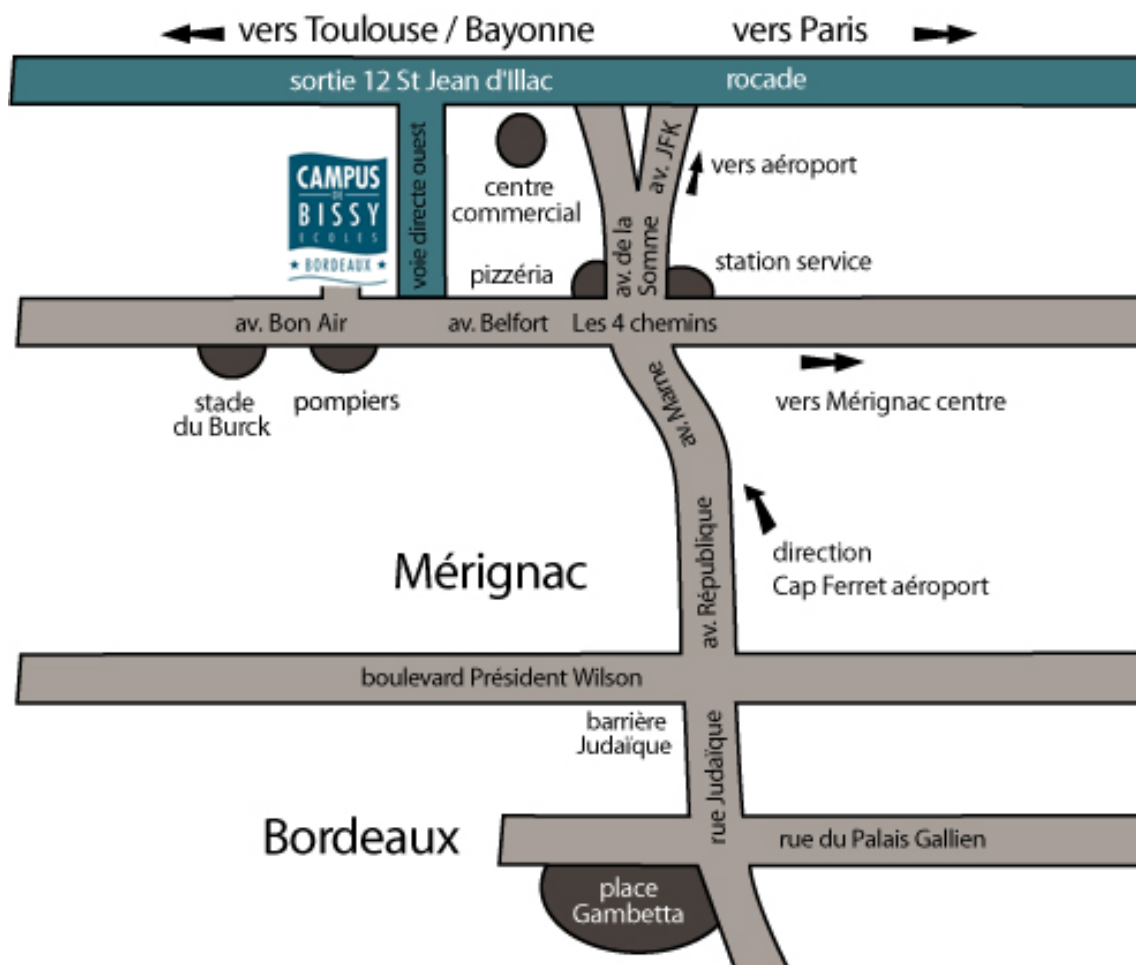 vers Toulouse / Bayonne
vers Paris
sortie 12 St Jean d'Illac
rocade
voie directe ouest
CAMPUS
DE
BISSY
ECOLES
★ BORDEAUX ★
centre
commercial
av. JFK
vers aéroport
av. de la
Somme
pizzéria
station service
av. Bon Air
av. Belfort
Les 4 chemins
stade
du Burck
pompiers
av. Marne
vers Mérignac centre
av. République
direction
Cap Ferret aéroport
Mérignac
boulevard Président Wilson
barrière
Judaïque
rue Judaïque
Bordeaux
rue du Palais Gallien
place
Gambetta